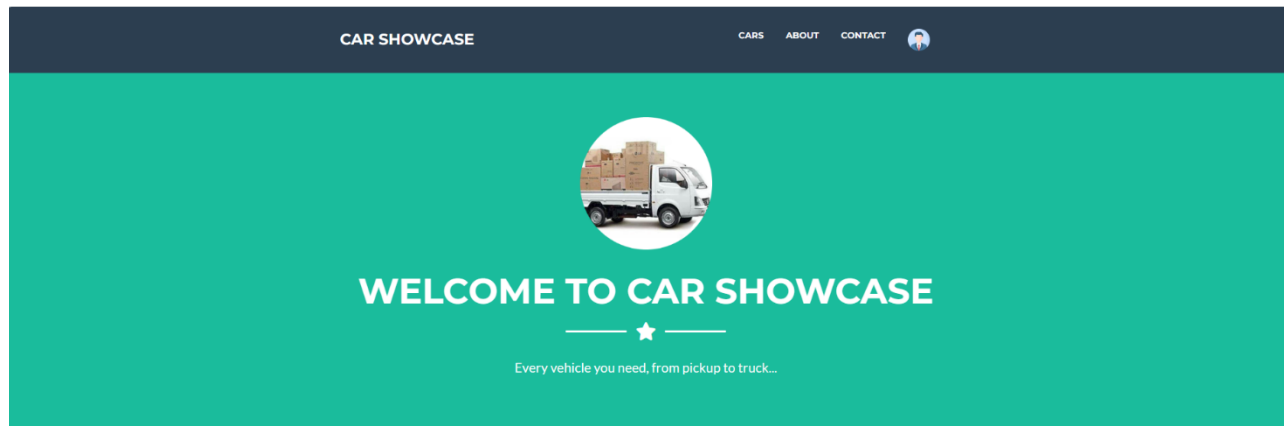 CAR SHOWCASE
CARS ABOUT CONTACT
WELCOME TO CAR SHOWCASE
Every vehicle you need, from pickup to truck...